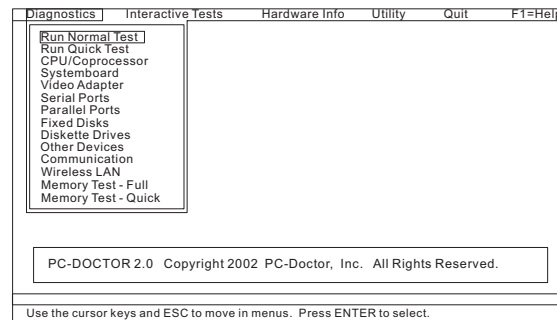 Diagnostics Interactive Tests Hardware Info Utility Quit F1=Help
Run Normal Test
Run Quick Test
CPU/Coprocessor
Systemboard
Video Adapter
Serial Ports
Parallel Ports
Fixed Disks
Diskette Drives
Other Devices
Communication
Wireless LAN
Memory Test - Full
Memory Test - Quick
PC-DOCTOR 2.0 Copyright 2002 PC-Doctor, Inc. All Rights Reserved.
Use the cursor keys and ESC to move in menus. Press ENTER to select.